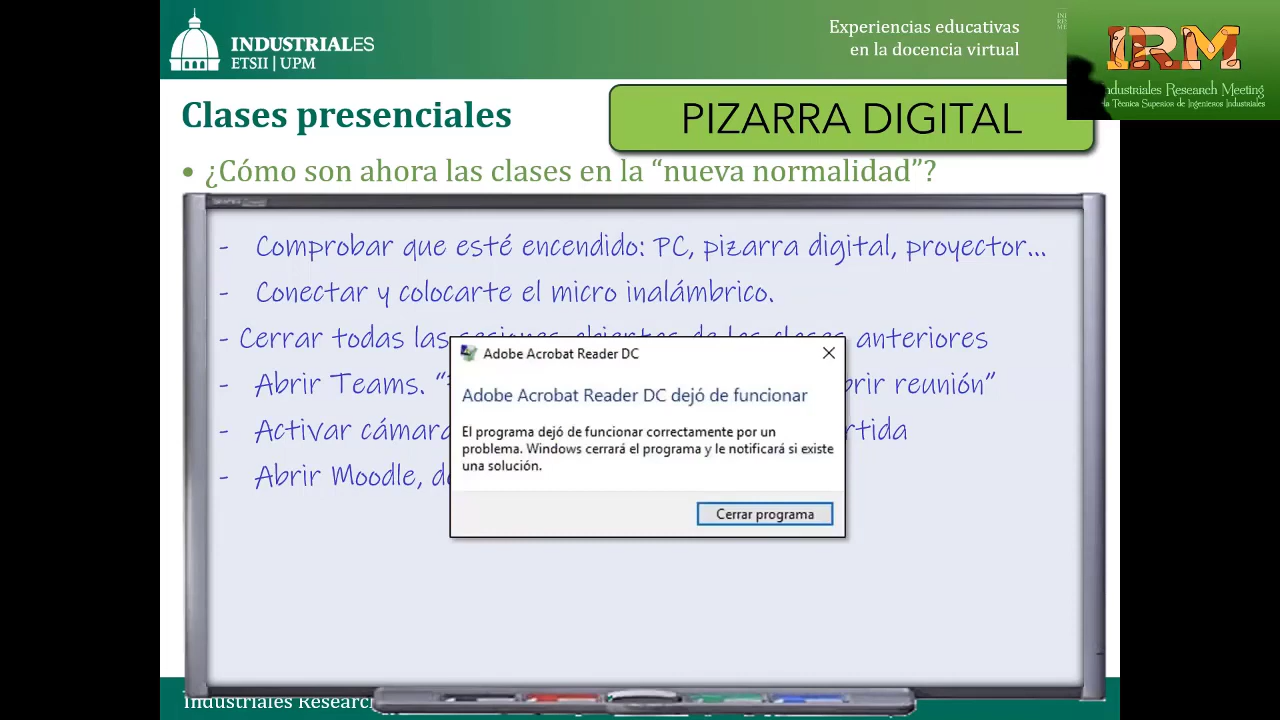 INDUSTRIALES
ETSII | UPM
Experiencias educativas
en la docencia virtual
IRM
Industriales Research Meeting
la Técnica Superior de Ingenieros Industriales
Clases presenciales
PIZARRA DIGITAL
• ¿Cómo son ahora las clases en la “nueva normalidad”?
- Comprobar que esté encendido: PC, pizarra digital, proyector...
- Conectar y colocarte el micro inalámbrico.
- Cerrar todas las sesiones abiertas de las clases anteriores
- Abrir Teams. “ brir reunión”
- Activar cámara rtida
- Abrir Moodle, d
Adobe Acrobat Reader DC
Adobe Acrobat Reader DC dejó de funcionar
El programa dejó de funcionar correctamente por un
problema. Windows cerrará el programa y le notificará si existe
una solución.
Cerrar programa
Industriales Researc